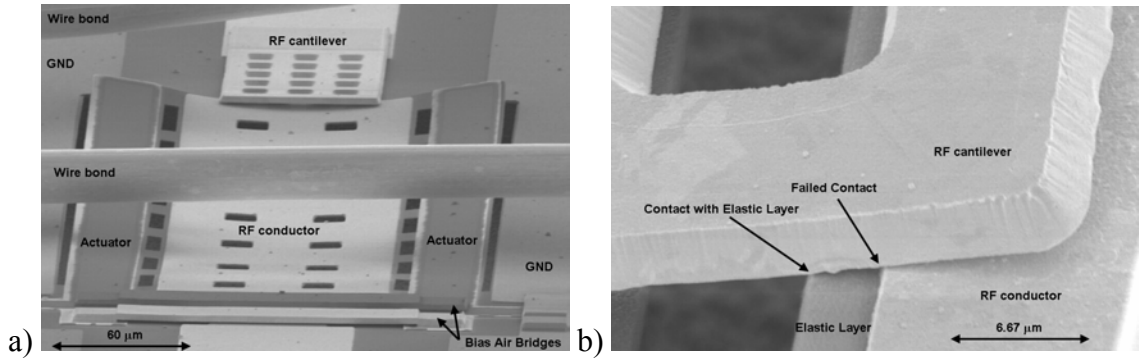 Wire bond
RF cantilever
GND
Wire bond
Actuator
RF conductor
Actuator
GND
60 μm
Bias Air Bridges
a)
RF cantilever
Failed Contact
Contact with Elastic Layer
RF conductor
Elastic Layer
6.67 μm
b)